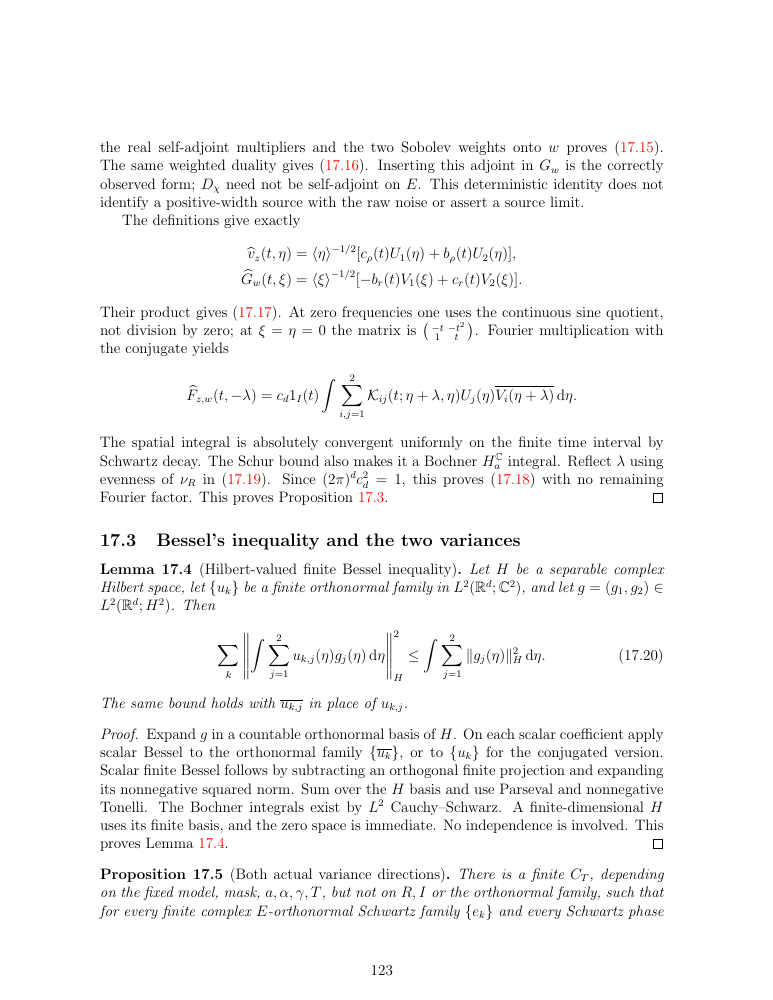 the real self-adjoint multipliers and the two Sobolev weights onto w proves (17.15).
The same weighted duality gives (17.16). Inserting this adjoint in G_w is the correctly
observed form; D_χ need not be self-adjoint on E. This deterministic identity does not
identify a positive-width source with the raw noise or assert a source limit.
The definitions give exactly
v̂_z(t, η) = ⟨η⟩^{−1/2}[c_ρ(t)U_1(η) + b_ρ(t)U_2(η)],
Ĝ_w(t, ξ) = ⟨ξ⟩^{−1/2}[−b_r(t)V_1(ξ) + c_r(t)V_2(ξ)].
Their product gives (17.17). At zero frequencies one uses the continuous sine quotient,
not division by zero; at ξ = η = 0 the matrix is \begin{pmatrix} −t & −t^2 \\ 1 & t \end{pmatrix}. Fourier multiplication with
the conjugate yields
F̂_{z,w}(t, −λ) = c_d 1_I(t) ∫ ∑_{i,j=1}^{2} 𝒦_{ij}(t; η + λ, η)U_j(η)\overline{V_i(η + λ)} dη.
The spatial integral is absolutely convergent uniformly on the finite time interval by
Schwartz decay. The Schur bound also makes it a Bochner H_a^ℂ integral. Reflect λ using
evenness of ν_R in (17.19). Since (2π)^d c_d^2 = 1, this proves (17.18) with no remaining
Fourier factor. This proves Proposition 17.3. □
17.3 Bessel's inequality and the two variances
Lemma 17.4 (Hilbert-valued finite Bessel inequality). Let H be a separable complex
Hilbert space, let {u_k} be a finite orthonormal family in L^2(ℝ^d; ℂ^2), and let g = (g_1, g_2) ∈
L^2(ℝ^d; H^2). Then
∑_k ‖∫ ∑_{j=1}^{2} u_{k,j}(η)g_j(η) dη‖_H^2 ≤ ∫ ∑_{j=1}^{2} ‖g_j(η)‖_H^2 dη. (17.20)
The same bound holds with \overline{u_{k,j}} in place of u_{k,j}.
Proof. Expand g in a countable orthonormal basis of H. On each scalar coefficient apply
scalar Bessel to the orthonormal family {\overline{u_k}}, or to {u_k} for the conjugated version.
Scalar finite Bessel follows by subtracting an orthogonal finite projection and expanding
its nonnegative squared norm. Sum over the H basis and use Parseval and nonnegative
Tonelli. The Bochner integrals exist by L^2 Cauchy–Schwarz. A finite-dimensional H
uses its finite basis, and the zero space is immediate. No independence is involved. This
proves Lemma 17.4. □
Proposition 17.5 (Both actual variance directions). There is a finite C_T, depending
on the fixed model, mask, a, α, γ, T, but not on R, I or the orthonormal family, such that
for every finite complex E-orthonormal Schwartz family {e_k} and every Schwartz phase
123